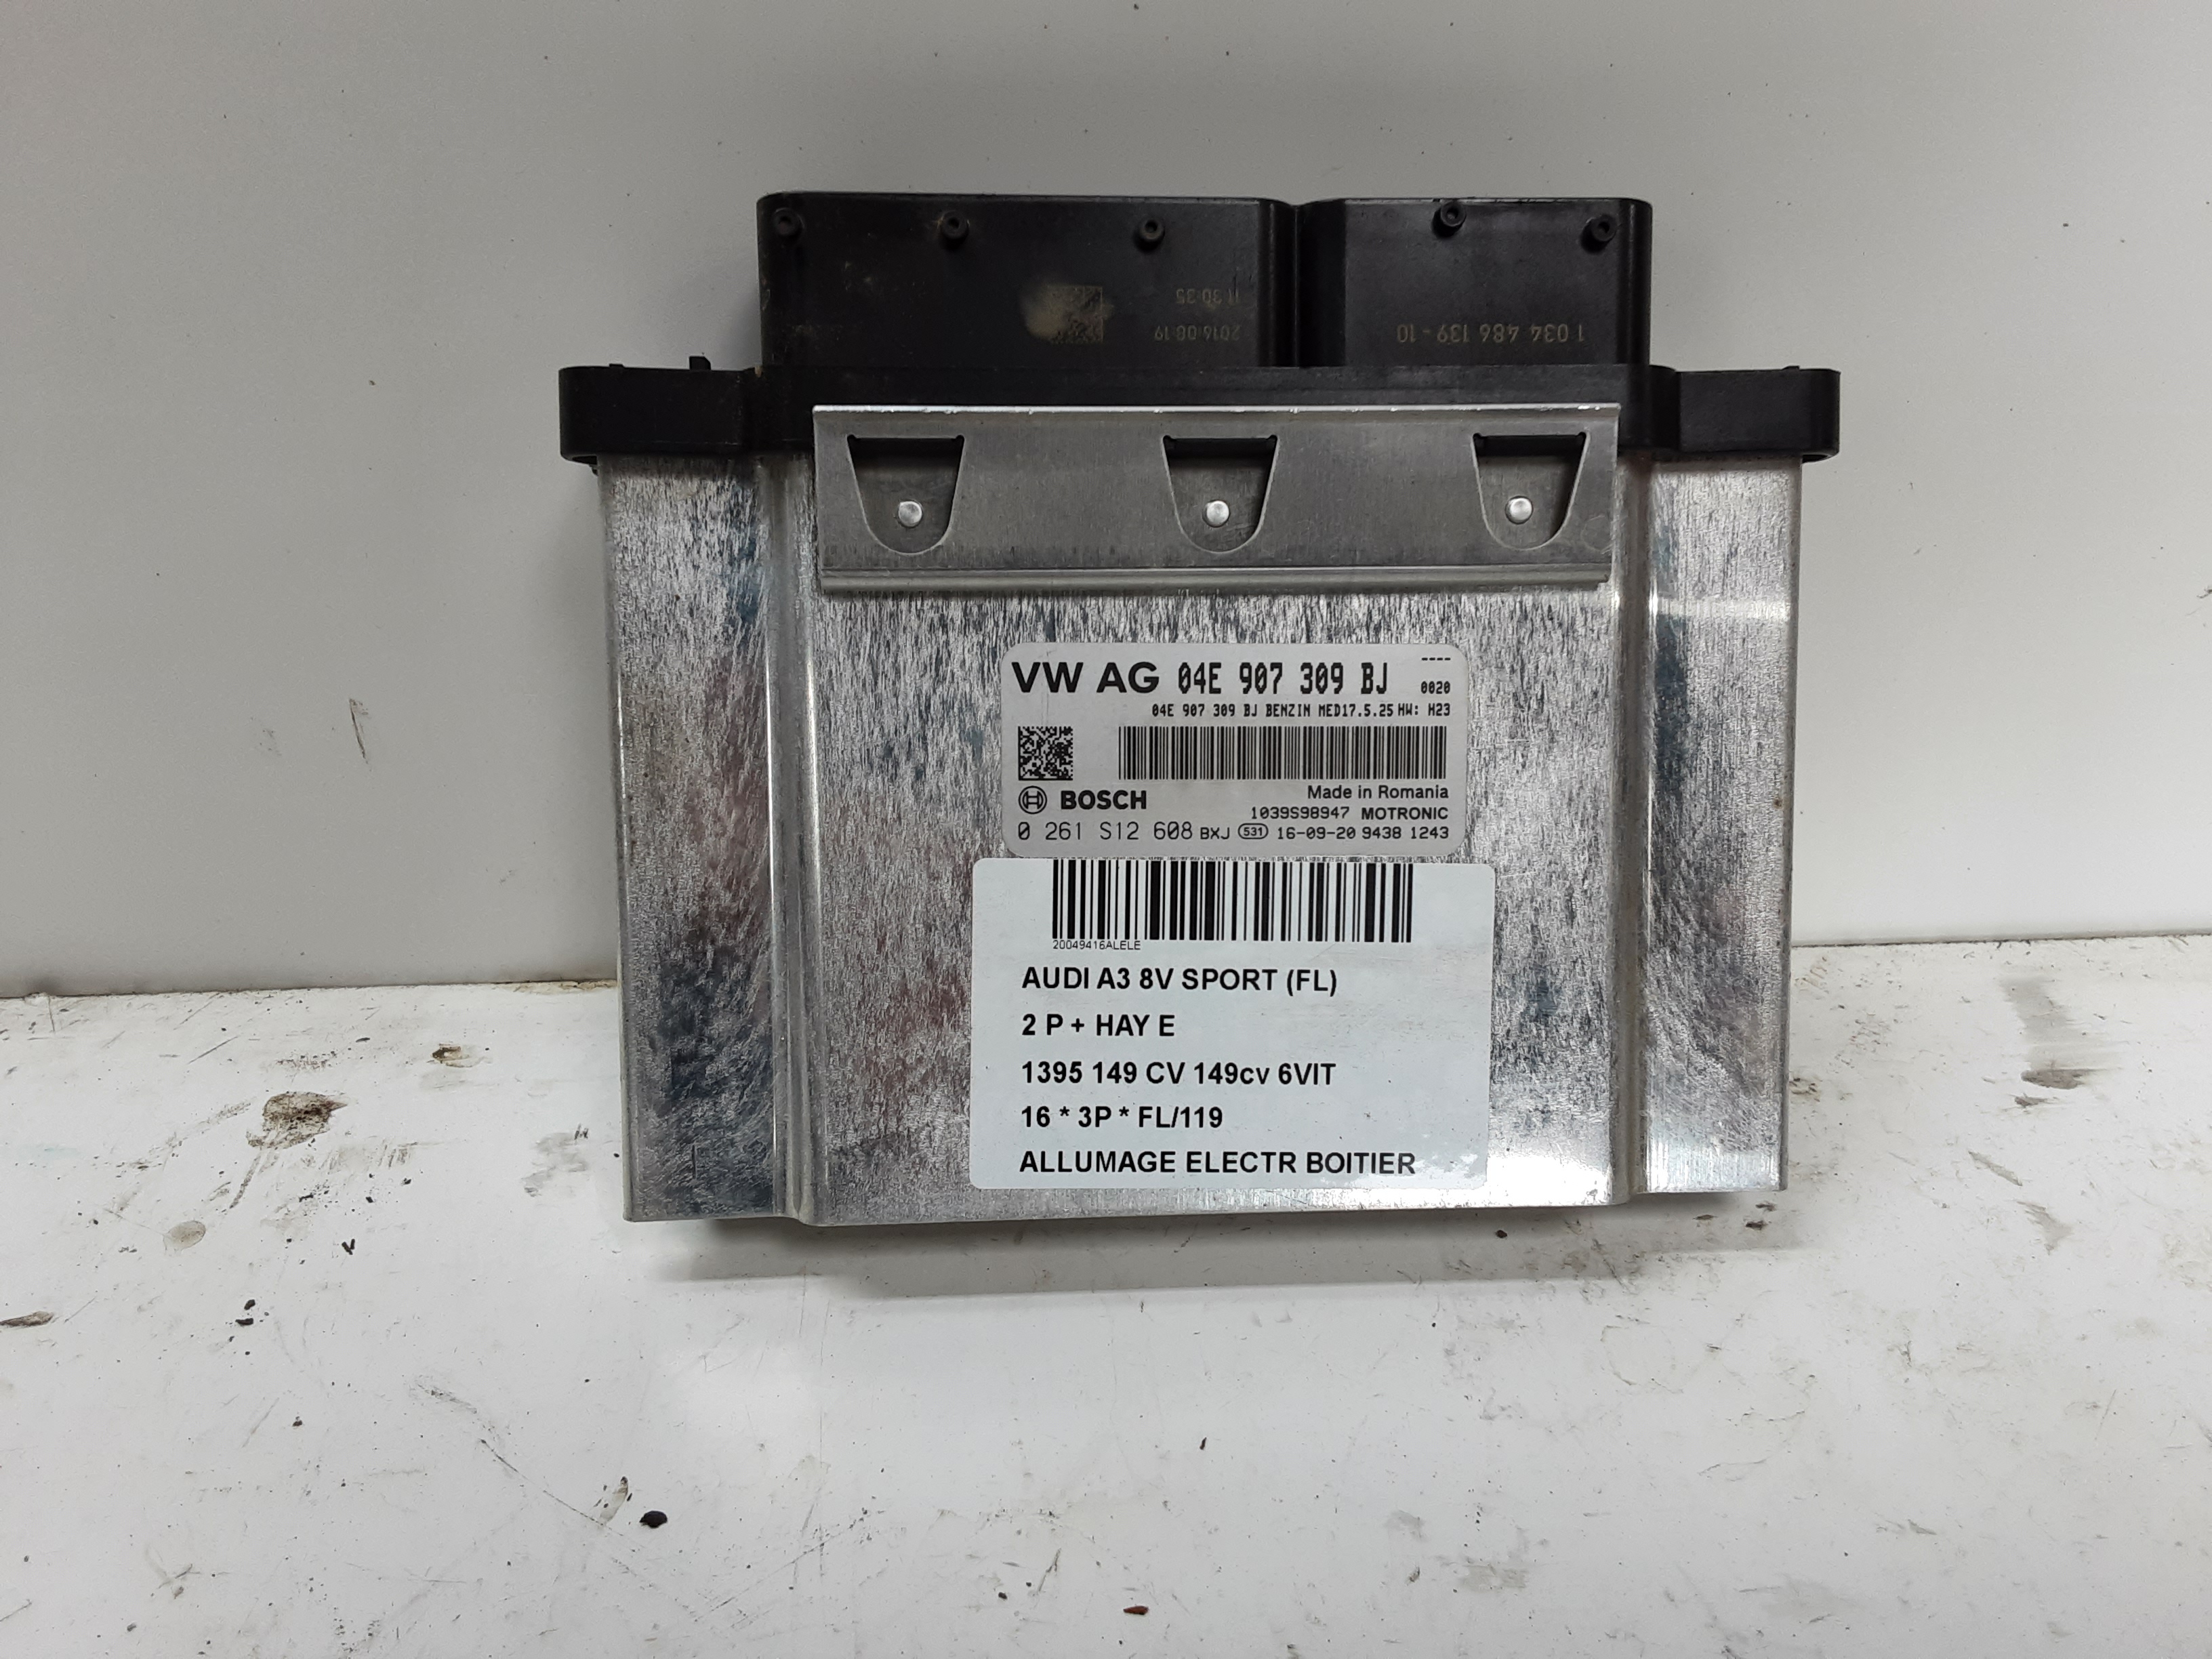 11:30:35
2016:08:19
1 034 486 139-10
VW AG 04E 907 309 BJ ----
0020
04E 907 309 BJ BENZIN MED17.5.25 HW: H23
BOSCH
Made in Romania
1039S98947 MOTRONIC
0 261 S12 608 BXJ 531 16-09-20 9438 1243
20049416ALELE
AUDI A3 8V SPORT (FL)
2 P + HAY E
1395 149 CV 149cv 6VIT
16 * 3P * FL/119
ALLUMAGE ELECTR BOITIER